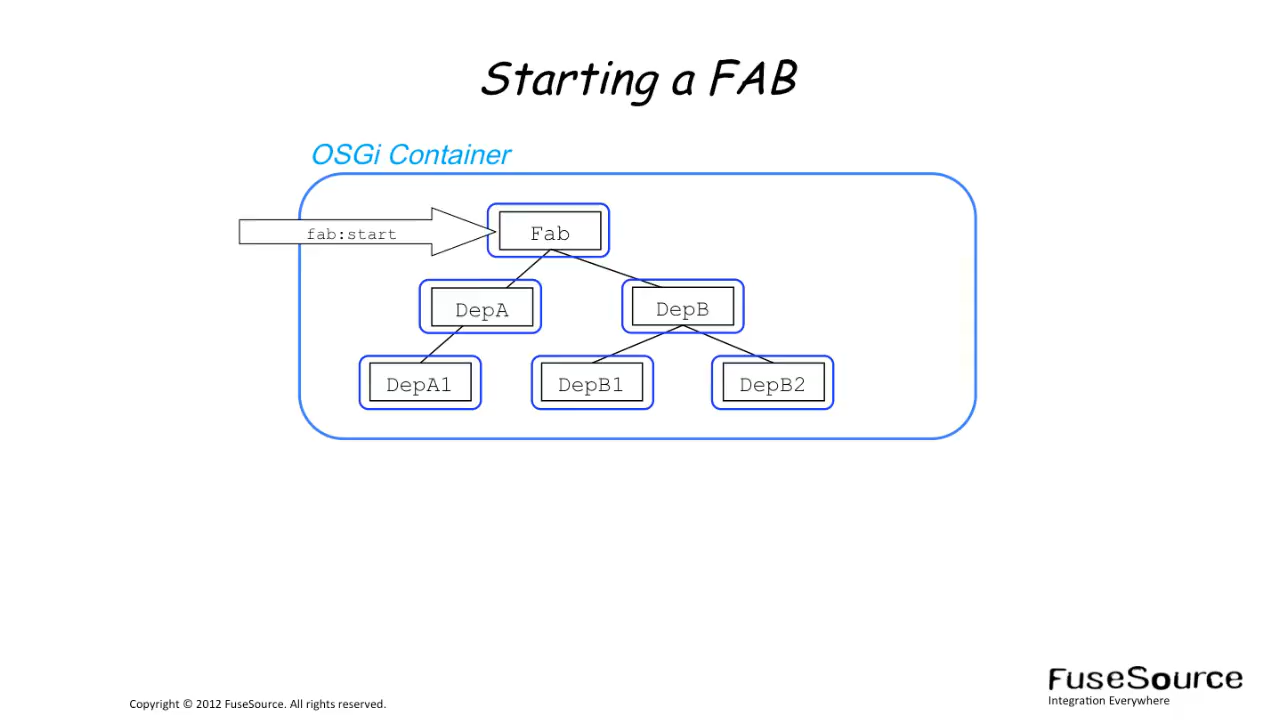 Starting a FAB
OSGi Container
fab:start
Fab
DepA
DepB
DepA1
DepB1
DepB2
FuseSource
Integration Everywhere
Copyright © 2012 FuseSource. All rights reserved.